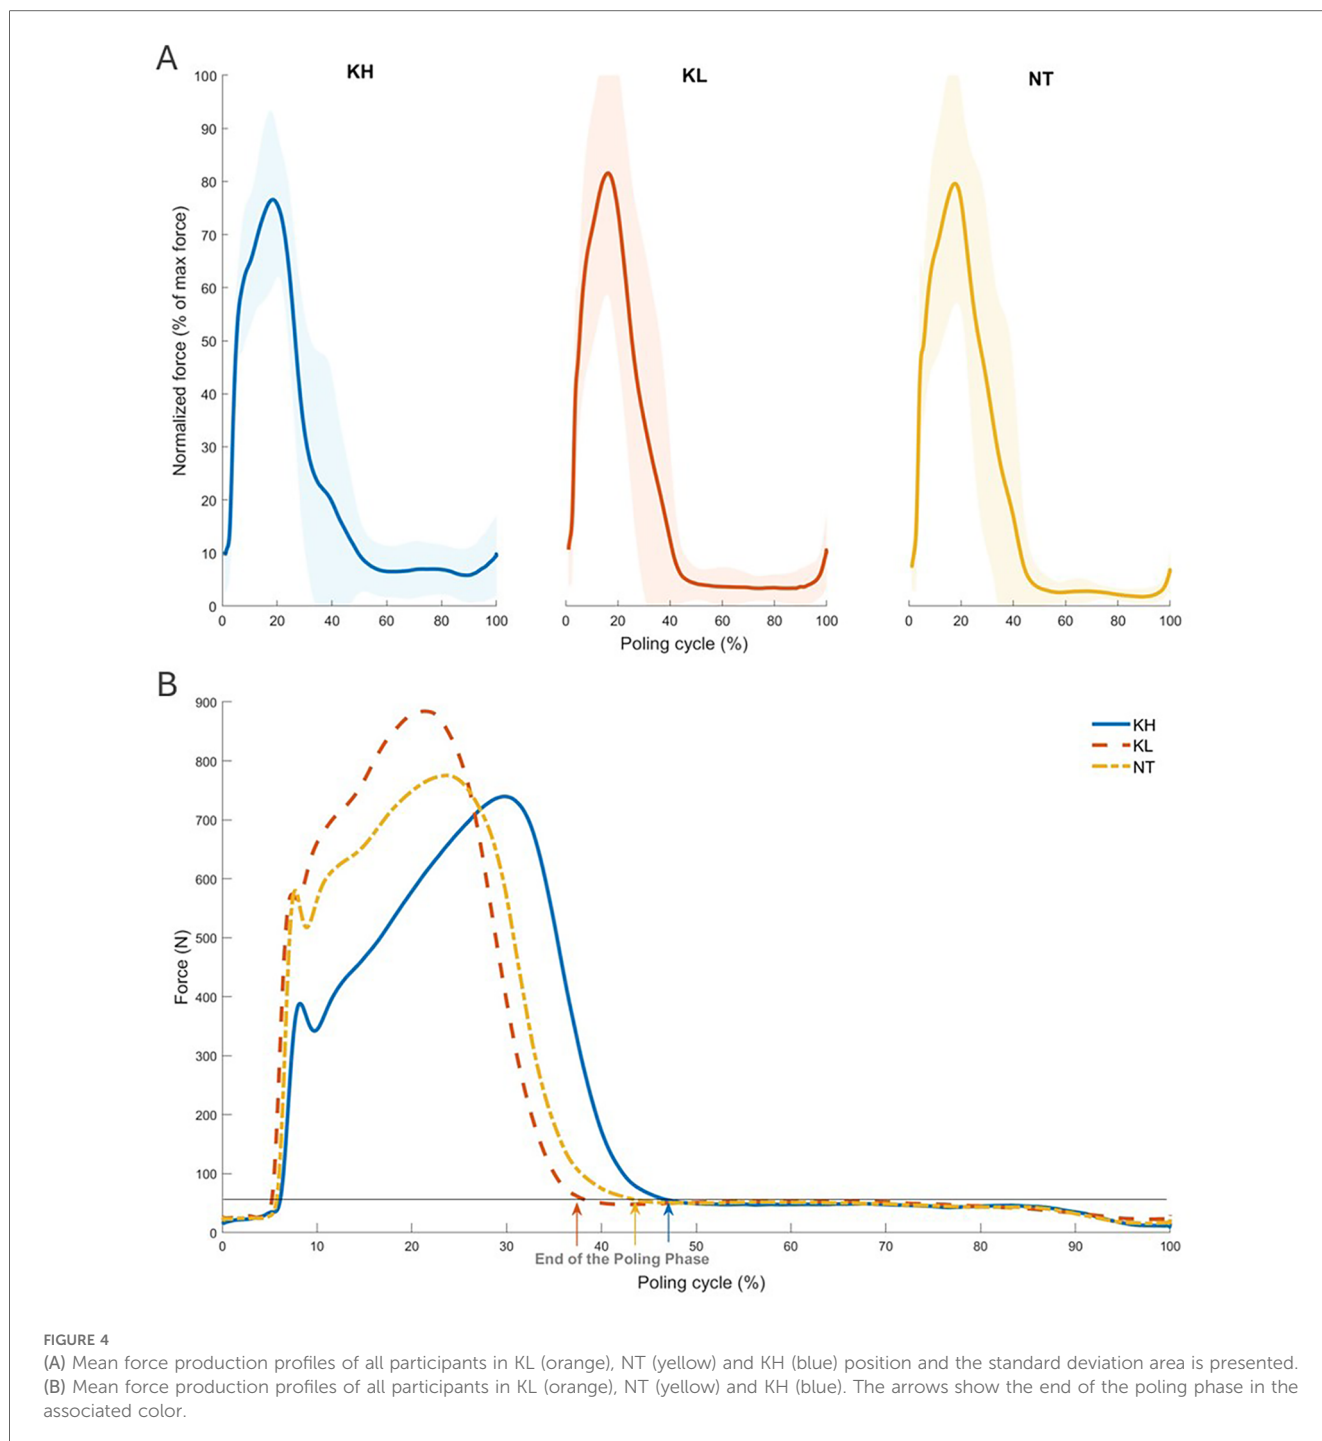 A
KH
KL
NT
100
90
80
70
60
50
40
30
20
10
0
Normalized force (% of max force)
0 20 40 60 80 100
0 20 40 60 80 100
0 20 40 60 80 100
Poling cycle (%)
B
900
800
700
600
500
400
300
200
100
0
Force (N)
KH
KL
NT
0 10 20 30 40 50 60 70 80 90 100
End of the Poling Phase
Poling cycle (%)
FIGURE 4
(A) Mean force production profiles of all participants in KL (orange), NT (yellow) and KH (blue) position and the standard deviation area is presented.
(B) Mean force production profiles of all participants in KL (orange), NT (yellow) and KH (blue). The arrows show the end of the poling phase in the
associated color.